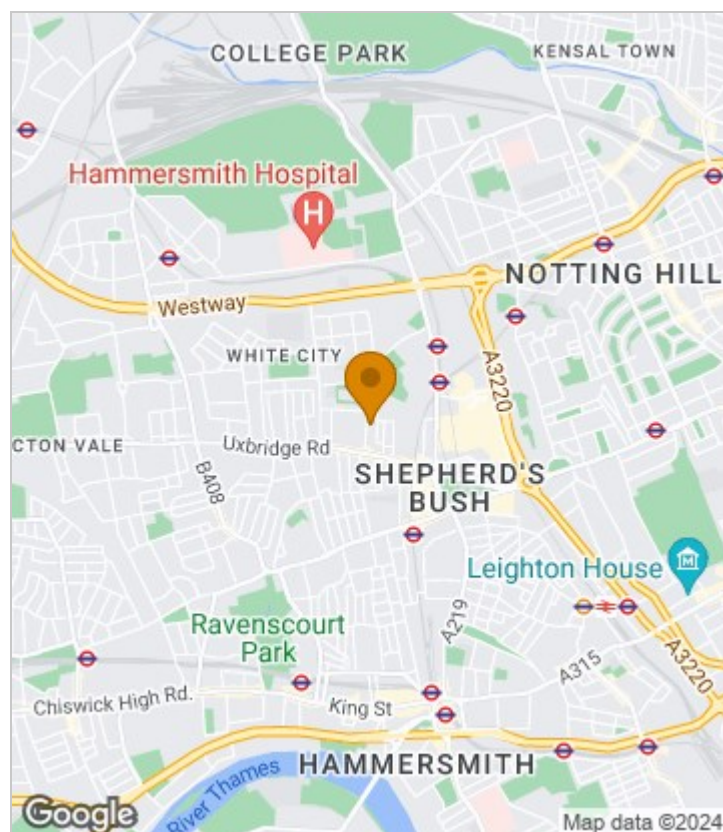 COLLEGE PARK
KENSAL TOWN
Hammersmith Hospital
H
NOTTING HILL
Westway
WHITE CITY
A3220
CTON VALE
Uxbridge Rd
B408
SHEPHERD'S
BUSH
Leighton House
A219
Ravenscourt
Park
A315
A3220
Chiswick High Rd.
King St
HAMMERSMITH
River Thames
Google
Map data ©2024